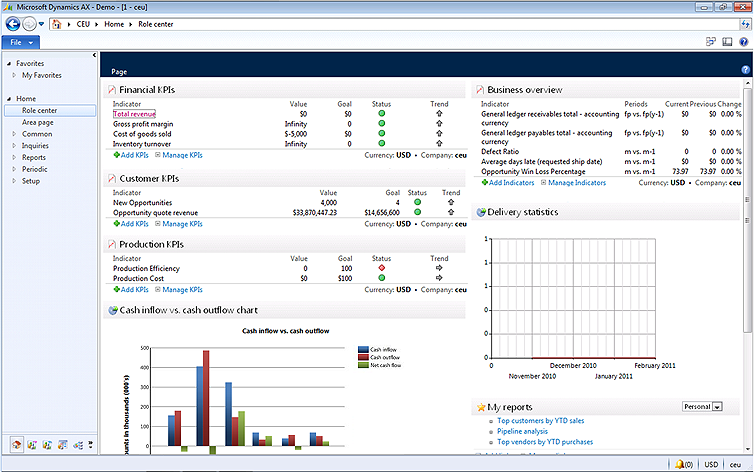 Microsoft Dynamics AX - Demo - [1 - ceu]
CEU Home Role center
File
Favorites
My Favorites
Home
Role center
Area page
Common
Inquiries
Reports
Periodic
Setup
Page
Financial KPIs
Indicator Value Goal Status Trend
Total revenue $0 $0
Gross profit margin Infinity 0
Cost of goods sold $-5,000 $0
Inventory turnover Infinity 0
Add KPIs Manage KPIs Currency: USD • Company: ceu
Customer KPIs
Indicator Value Goal Status Trend
New Opportunities 4,000 4
Opportunity quote revenue $33,870,447.23 $14,656,600
Add KPIs Manage KPIs Currency: USD • Company: ceu
Production KPIs
Indicator Value Goal Status Trend
Production Efficiency 0 100
Production Cost $0 $100
Add KPIs Manage KPIs Currency: USD • Company: ceu
Cash inflow vs. cash outflow chart
Cash inflow vs. cash outflow
Cash inflow
Cash outflow
Net cash flow
500
400
300
200
100
0
unts in thousands (000's)
Business overview
Indicator Periods Current Previous Change
General ledger receivables total - accounting currency fp vs. fp(y-1) $0 $0 0.00 %
General ledger payables total - accounting currency fp vs. fp(y-1) $0 $0 0.00 %
Defect Ratio m vs. m-1 0 0 0.00 %
Average days late (requested ship date) m vs. m-1 $0 $0 0.00 %
Opportunity Win Loss Percentage m vs. m-1 73.97 73.97 0.00 %
Add Indicators Manage Indicators Currency: USD • Company: ceu
Delivery statistics
1
1
1
0
0
0
0 December 2010 February 2011
November 2010 January 2011
My reports Personal
Top customers by YTD sales
Pipeline analysis
Top vendors by YTD purchases
(0) USD ceu